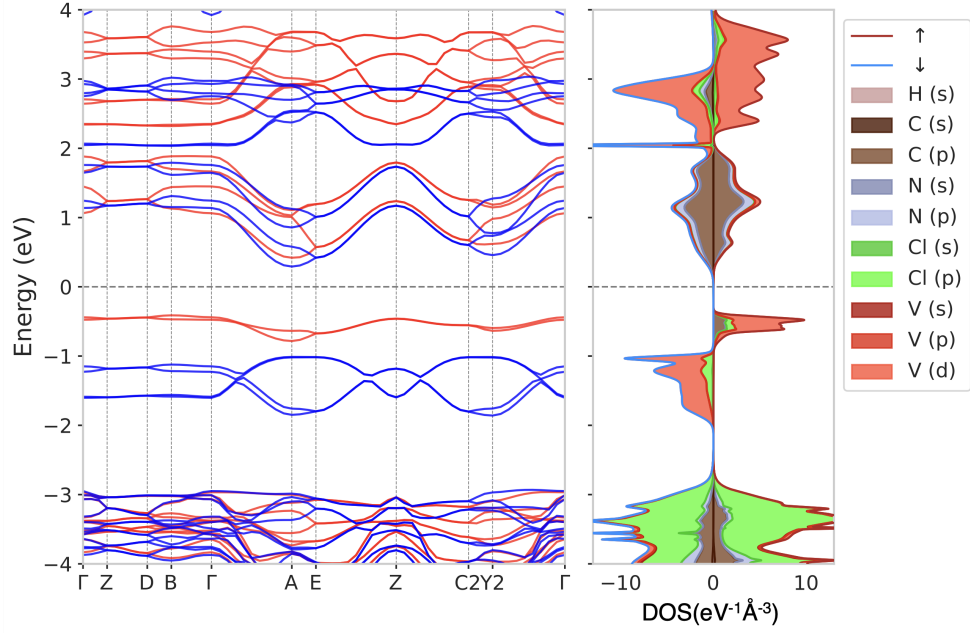 4
3
2
1
0
−1
−2
−3
−4
Energy (eV)
Γ Z D B Γ A E Z C2Y2 Γ
−10 0 10
DOS(eV⁻¹Å⁻³)
↑
↓
H (s)
C (s)
C (p)
N (s)
N (p)
Cl (s)
Cl (p)
V (s)
V (p)
V (d)